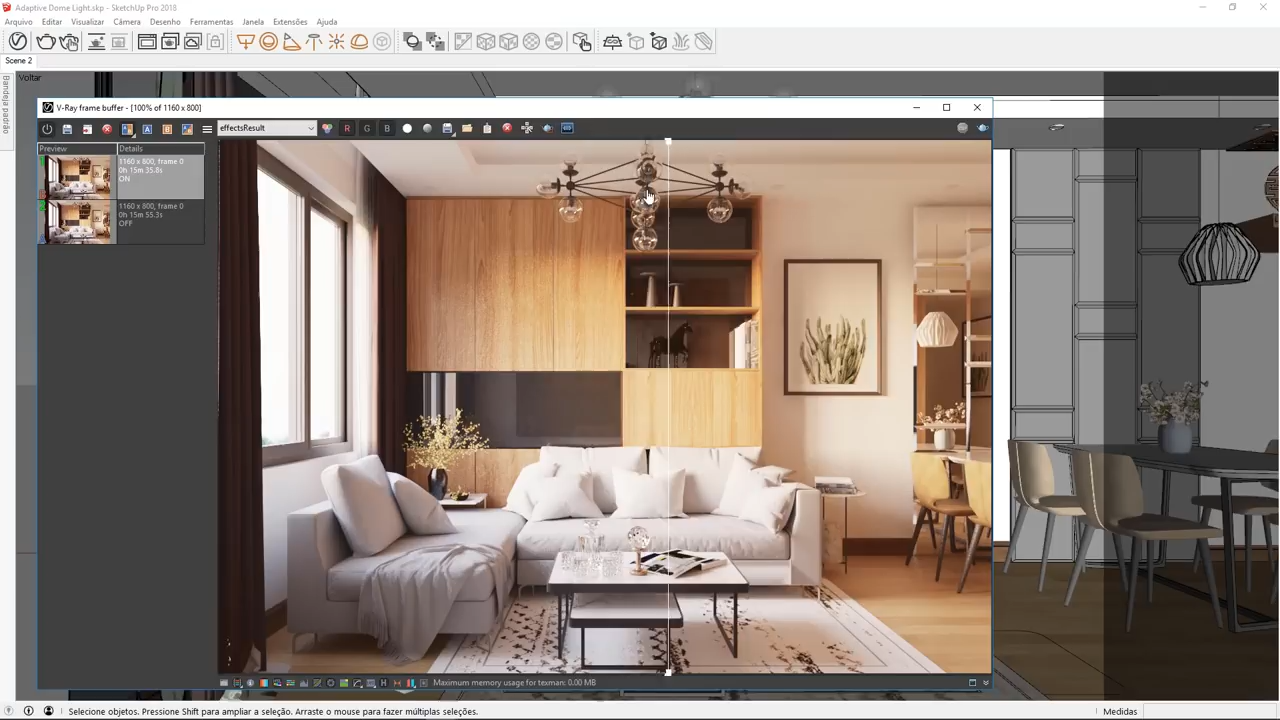 Adaptive Dome Light.skp - SketchUp Pro 2018
Arquivo Editar Visualizar Câmera Desenho Ferramentas Janela Extensões Ajuda
Scene 2
Bandeja padrão
Voltar
V-Ray frame buffer - [100% of 1160 x 800]
effectsResult
R G B
Preview Details
1160 x 800, frame 0
0h 15m 35.8s
ON
1160 x 800, frame 0
0h 15m 55.3s
OFF
Maximum memory usage for texman: 0.00 MB
Selecione objetos. Pressione Shift para ampliar a seleção. Arraste o mouse para fazer múltiplas seleções.
Medidas